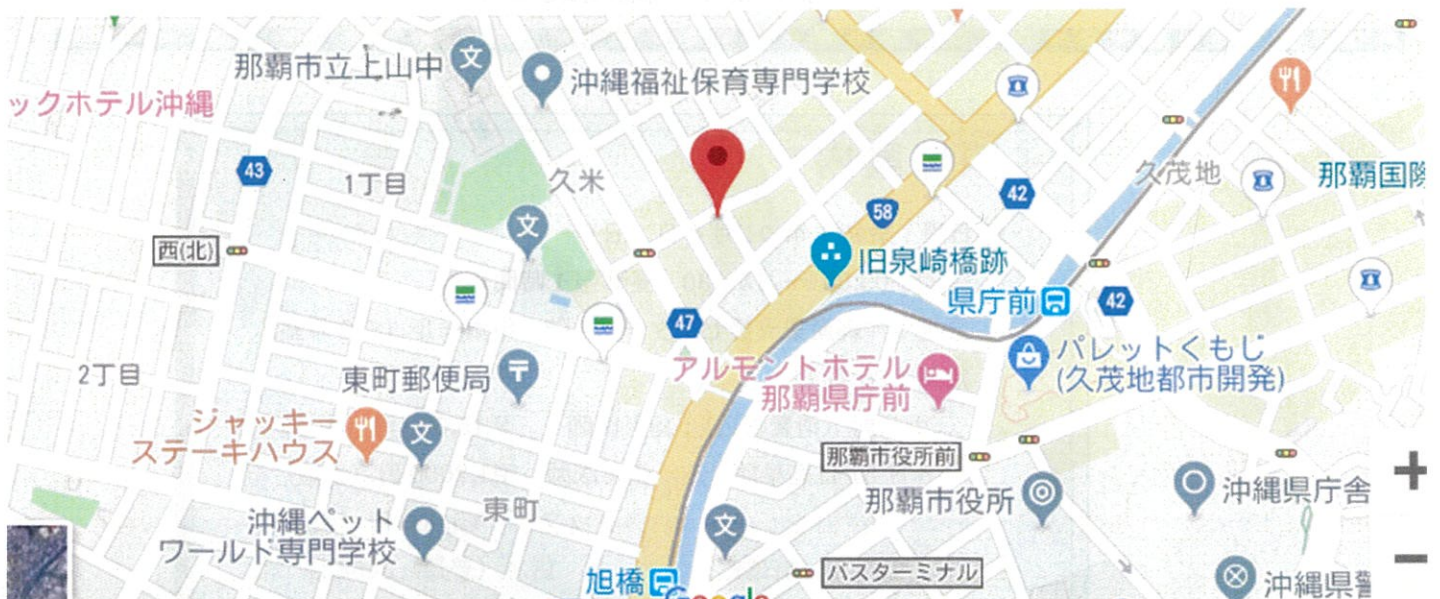 那覇市立上山中
沖縄福祉保育専門学校
ックホテル沖縄
43
1丁目
久米
久茂地
那覇国際
42
58
西(北)
旧泉崎橋跡
県庁前
42
47
アルモントホテル
那覇県庁前
パレットくもじ
(久茂地都市開発)
2丁目
東町郵便局
ジャッキー
ステーキハウス
那覇市役所前
那覇市役所
沖縄県庁舎
東町
沖縄ペット
ワールド専門学校
バスターミナル
旭橋
Google
沖縄県警
文
文
文
文